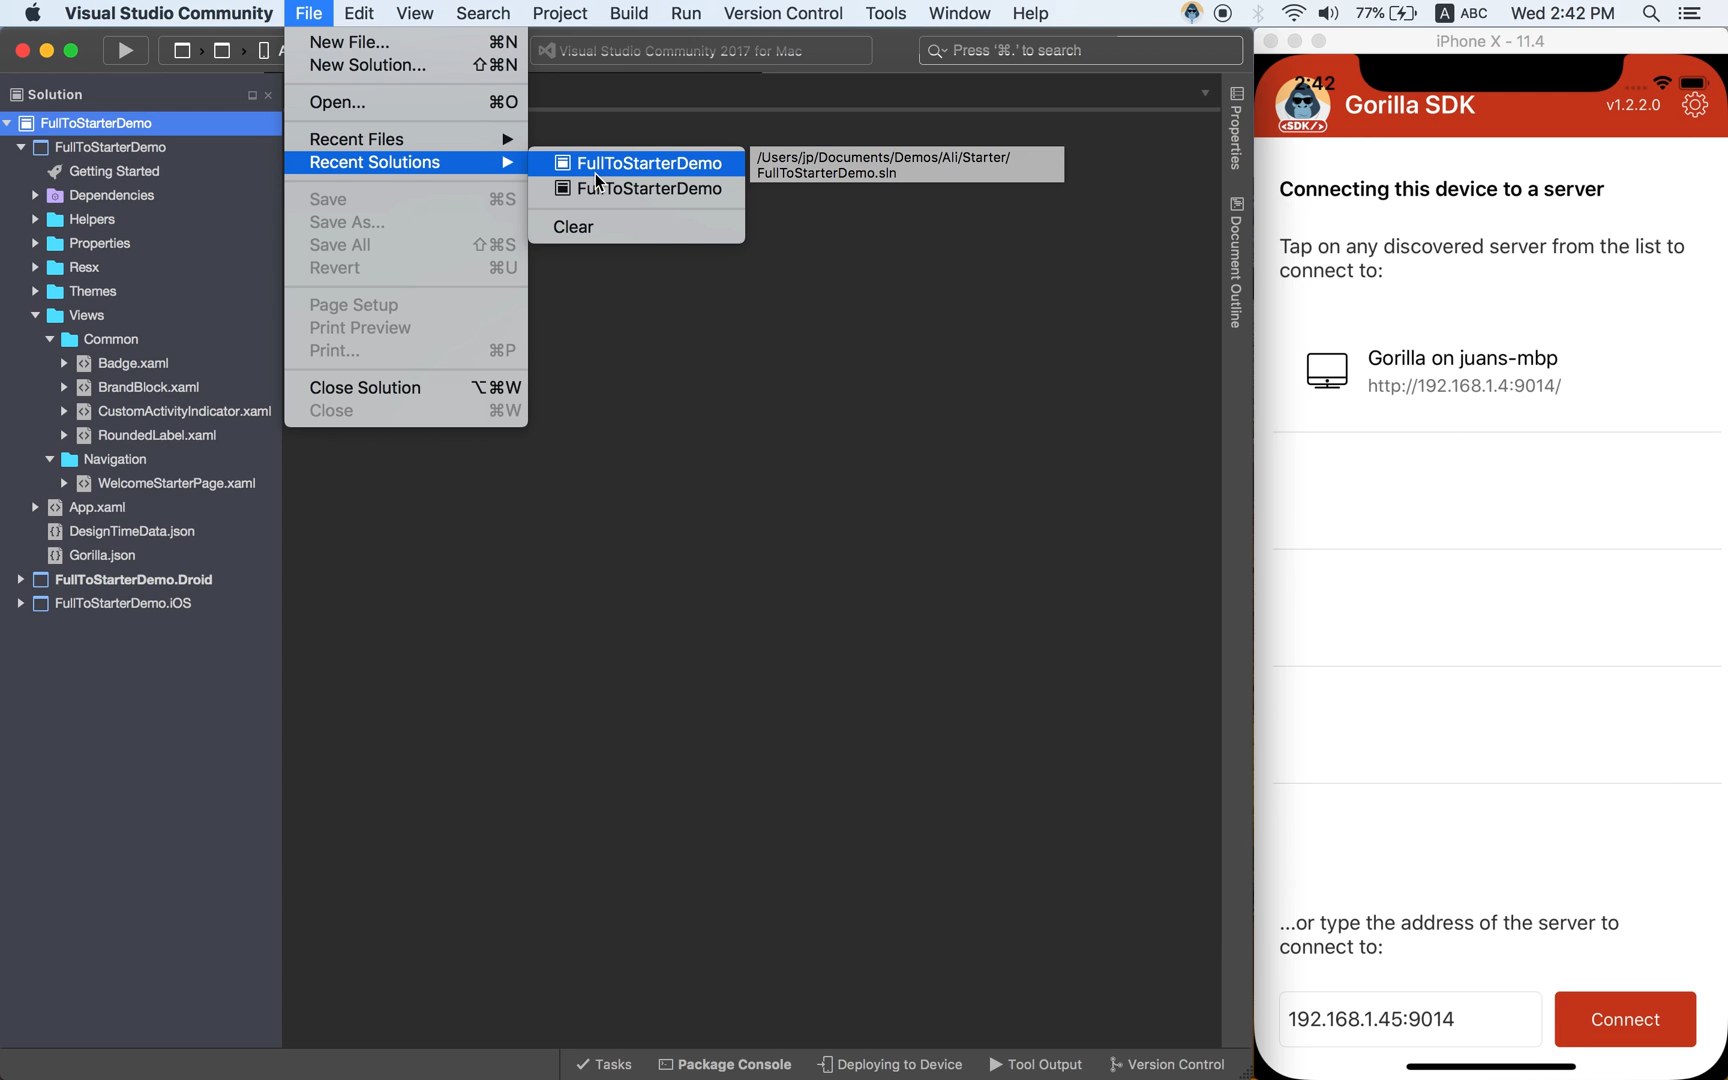 Visual Studio Community File Edit View Search Project Build Run Version Control Tools Window Help 77% A ABC Wed 2:42 PM
Visual Studio Community 2017 for Mac
Press '⌘.' to search
Solution
FullToStarterDemo
FullToStarterDemo
Getting Started
Dependencies
Helpers
Properties
Resx
Themes
Views
Common
Badge.xaml
BrandBlock.xaml
CustomActivityIndicator.xaml
RoundedLabel.xaml
Navigation
WelcomeStarterPage.xaml
App.xaml
DesignTimeData.json
Gorilla.json
FullToStarterDemo.Droid
FullToStarterDemo.iOS
New File... ⌘N
New Solution... ⇧⌘N
Open... ⌘O
Recent Files
Recent Solutions
Save ⌘S
Save As...
Save All ⇧⌘S
Revert ⌘U
Page Setup
Print Preview
Print... ⌘P
Close Solution ⌥⌘W
Close ⌘W
FullToStarterDemo
FullToStarterDemo
Clear
/Users/jp/Documents/Demos/Ali/Starter/
FullToStarterDemo.sln
Properties
Document Outline
Tasks Package Console Deploying to Device Tool Output Version Control
iPhone X - 11.4
2:42
<SDK/>
Gorilla SDK v1.2.2.0
Connecting this device to a server
Tap on any discovered server from the list to
connect to:
Gorilla on juans-mbp
http://192.168.1.4:9014/
...or type the address of the server to
connect to:
192.168.1.45:9014
Connect